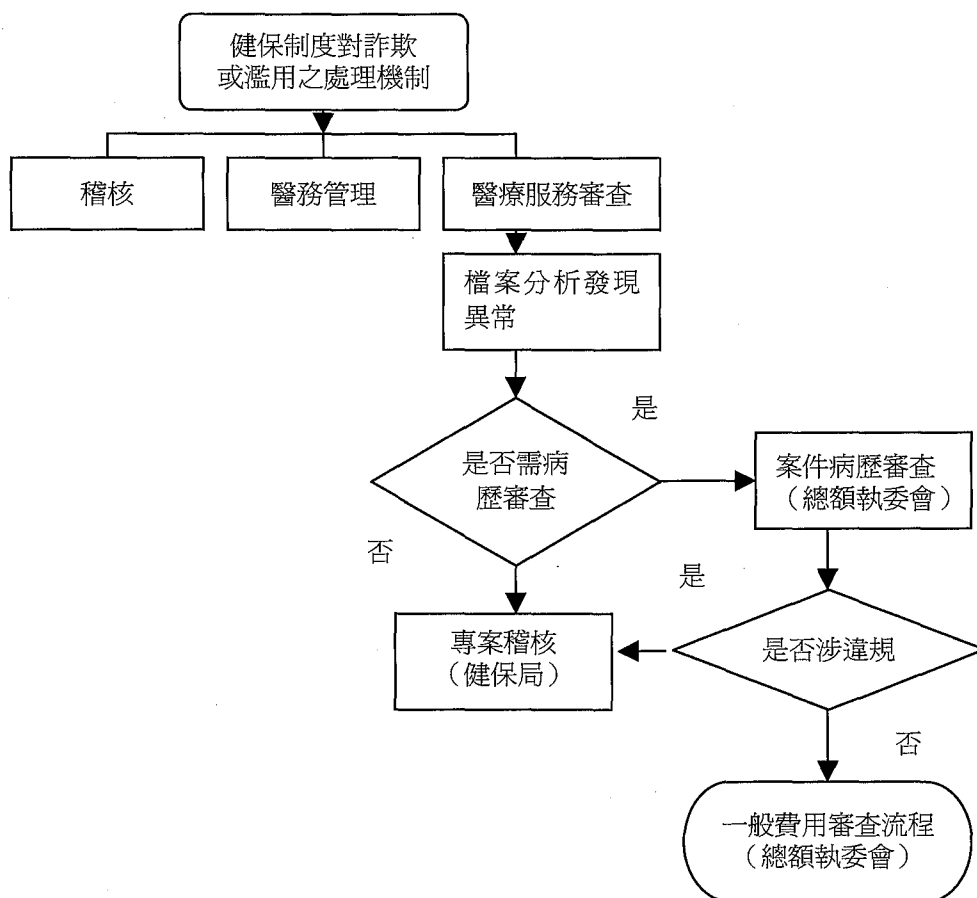 健保制度對詐欺
或濫用之處理機制
稽核
醫務管理
醫療服務審查
檔案分析發現
異常
是否需病
歷審查
是
否
案件病歷審查
（總額執委會）
是
專案稽核
（健保局）
是否涉違規
否
一般費用審查流程
（總額執委會）